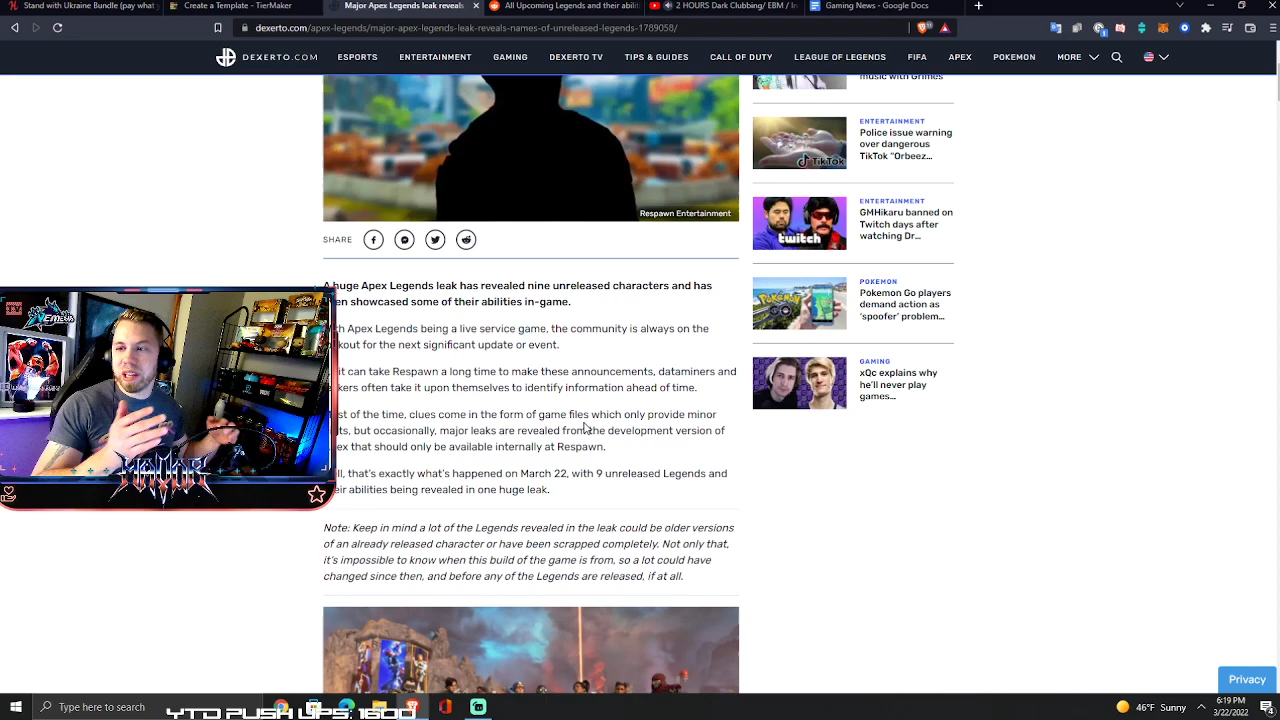 Stand with Ukraine Bundle (pay what
Create a Template - TierMaker
Major Apex Legends leak reveals
All Upcoming Legends and their abili
2 HOURS Dark Clubbing/ EBM / In
Gaming News - Google Docs
dexerto.com/apex-legends/major-apex-legends-leak-reveals-names-of-unreleased-legends-1789058/
DEXERTO.COM
ESPORTS
ENTERTAINMENT
GAMING
DEXERTO TV
TIPS & GUIDES
CALL OF DUTY
LEAGUE OF LEGENDS
FIFA
APEX
POKEMON
MORE
music with Grimes
ENTERTAINMENT
Police issue warning
over dangerous
TikTok "Orbeez...
TikTok
Respawn Entertainment
SHARE
ENTERTAINMENT
GMHikaru banned on
Twitch days after
watching Dr...
twitch
A huge Apex Legends leak has revealed nine unreleased characters and has
showcased some of their abilities in-game.
Apex Legends being a live service game, the community is always on the
for the next significant update or event.
it can take Respawn a long time to make these announcements, dataminers and
often take it upon themselves to identify information ahead of time.
of the time, clues come in the form of game files which only provide minor
but occasionally, major leaks are revealed from the development version of
that should only be available internally at Respawn.
that's exactly what's happened on March 22, with 9 unreleased Legends and
abilities being revealed in one huge leak.
POKEMON
Pokemon Go players
demand action as
'spoofer' problem...
GAMING
xQc explains why
he'll never play
games...
Note: Keep in mind a lot of the Legends revealed in the leak could be older versions
of an already released character or have been scrapped completely. Not only that,
it's impossible to know when this build of the game is from, so a lot could have
changed since then, and before any of the Legends are released, if at all.
Privacy
Type here to search
46°F Sunny
6:19 PM
3/22/2022